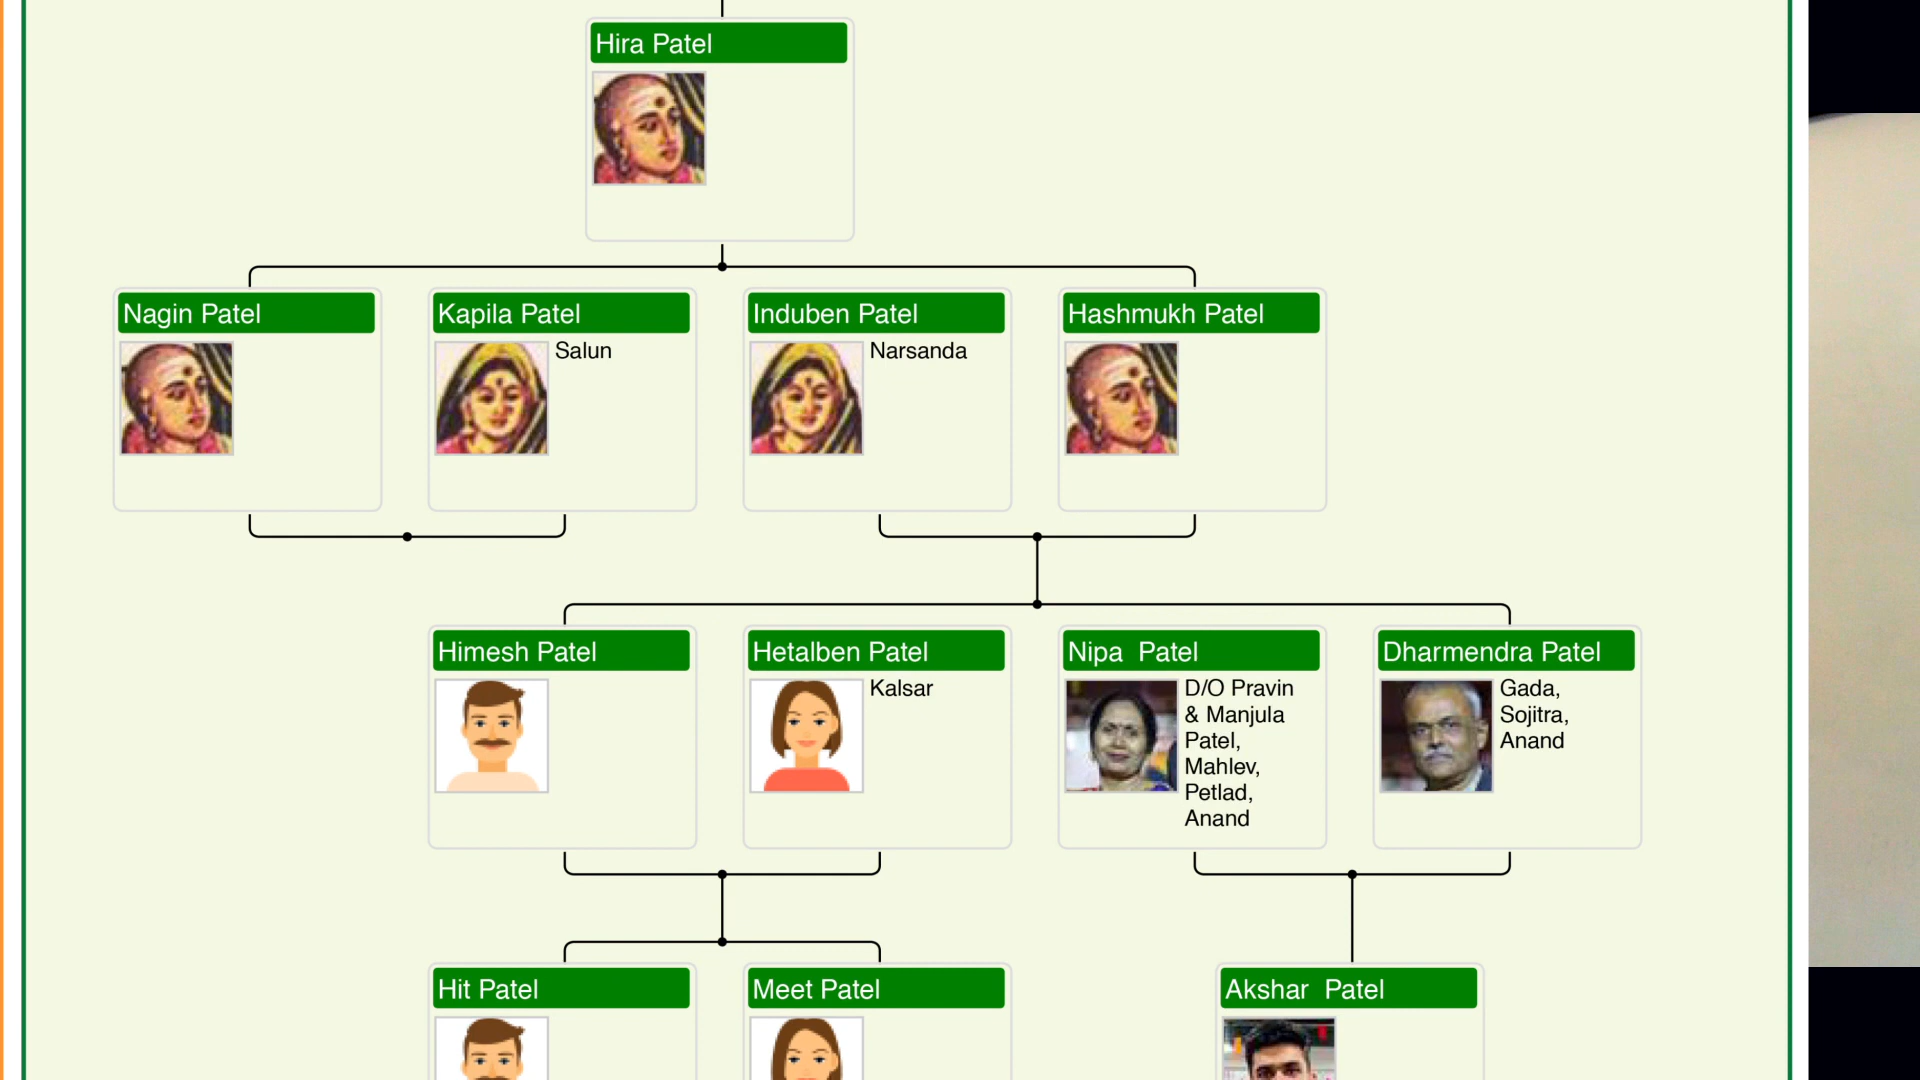 Hira Patel
Nagin Patel
Kapila Patel
Salun
Induben Patel
Narsanda
Hashmukh Patel
Himesh Patel
Hetalben Patel
Kalsar
Nipa  Patel
D/O Pravin
& Manjula
Patel,
Mahlev,
Petlad,
Anand
Dharmendra Patel
Gada,
Sojitra,
Anand
Hit Patel
Meet Patel
Akshar  Patel